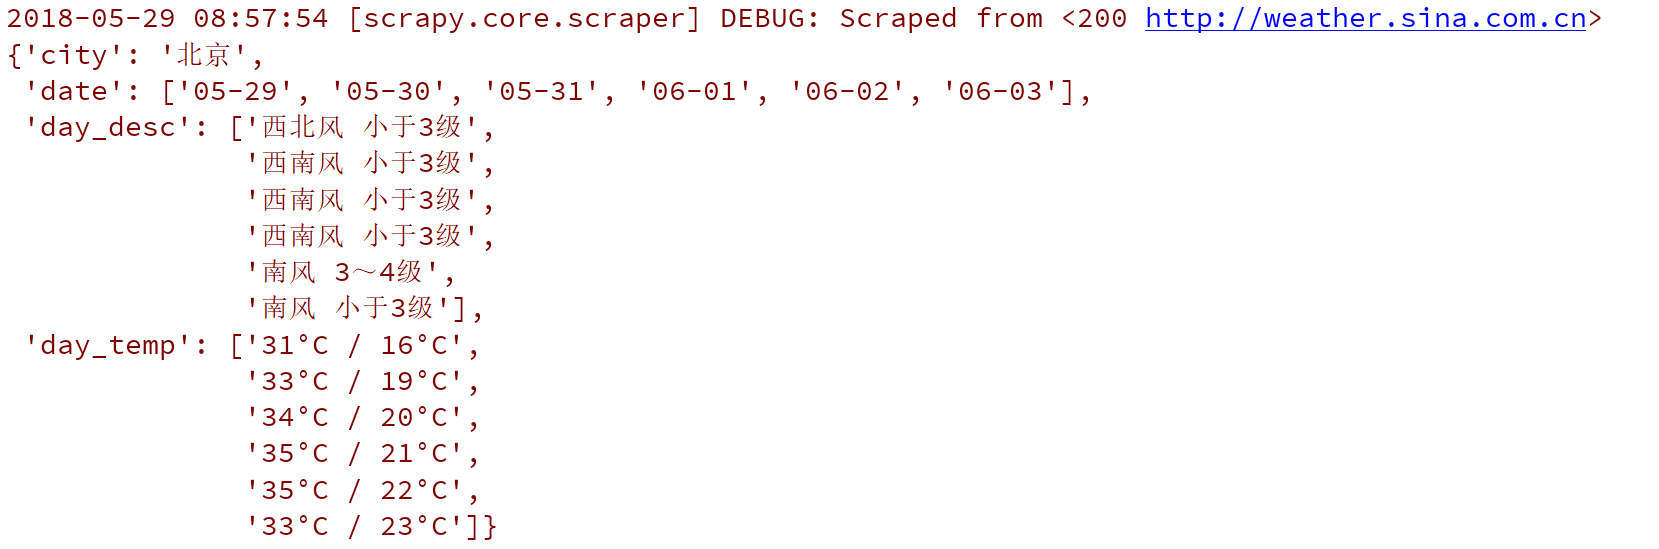 2018-05-29 08:57:54 [scrapy.core.scraper] DEBUG: Scraped from <200 http://weather.sina.com.cn>
{'city': '北京',
 'date': ['05-29', '05-30', '05-31', '06-01', '06-02', '06-03'],
 'day_desc': ['西北风 小于3级',
              '西南风 小于3级',
              '西南风 小于3级',
              '西南风 小于3级',
              '南风 3～4级',
              '南风 小于3级'],
 'day_temp': ['31°C / 16°C',
              '33°C / 19°C',
              '34°C / 20°C',
              '35°C / 21°C',
              '35°C / 22°C',
              '33°C / 23°C']}